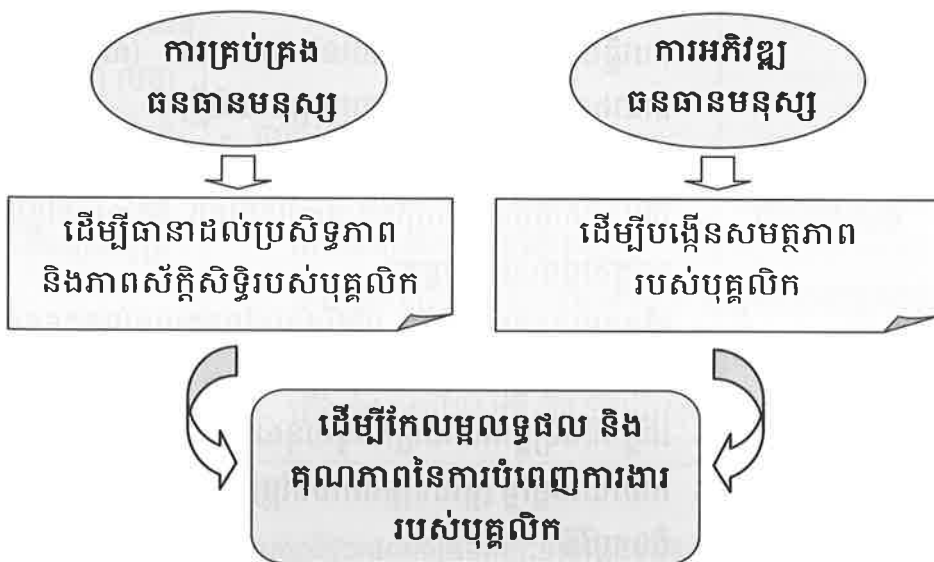 ការគ្រប់គ្រង
ធនធានមនុស្ស
ការអភិវឌ្ឍ
ធនធានមនុស្ស
ដើម្បីធានាដល់ប្រសិទ្ធភាព
និងភាពស័ក្តិសិទ្ធិរបស់បុគ្គលិក
ដើម្បីបង្កើនសមត្ថភាព
របស់បុគ្គលិក
ដើម្បីកែលម្អលទ្ធផល និង
គុណភាពនៃការបំពេញការងារ
របស់បុគ្គលិក